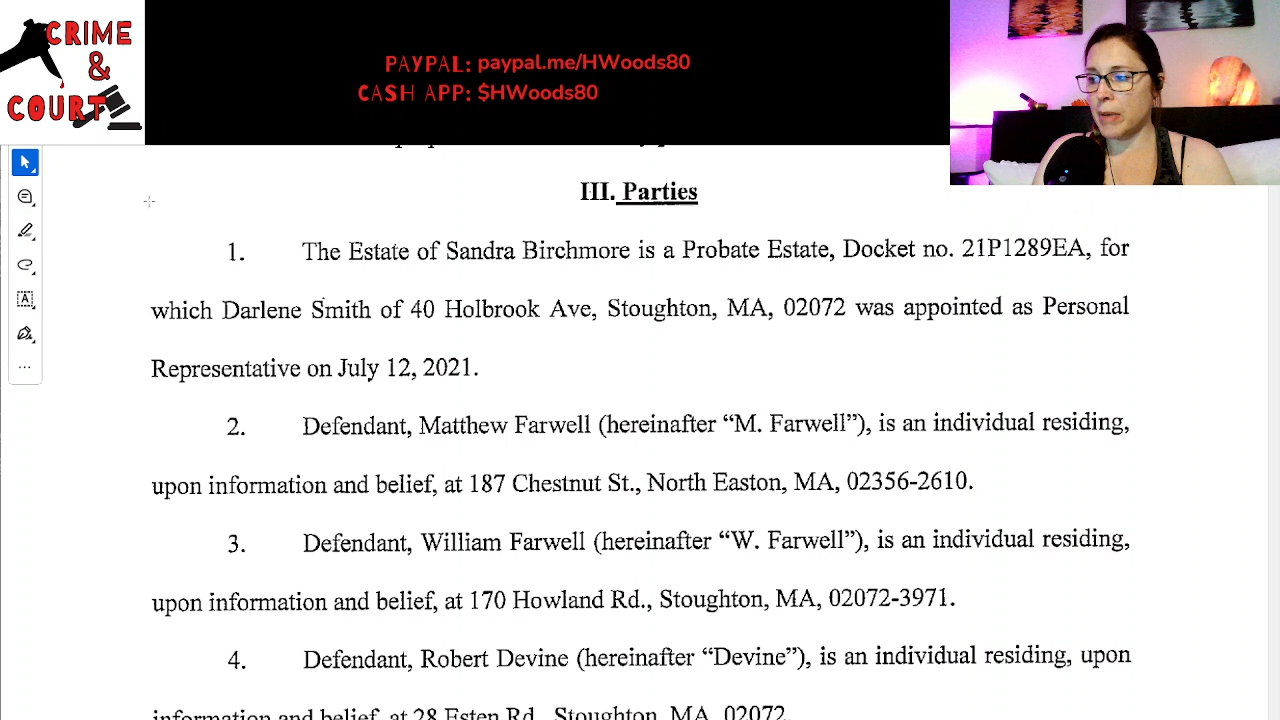 CRIME
&
COURT
PAYPAL: paypal.me/HWoods80
CASH APP: $HWoods80
III. Parties
1. The Estate of Sandra Birchmore is a Probate Estate, Docket no. 21P1289EA, for
which Darlene Smith of 40 Holbrook Ave, Stoughton, MA, 02072 was appointed as Personal
Representative on July 12, 2021.
2. Defendant, Matthew Farwell (hereinafter “M. Farwell”), is an individual residing,
upon information and belief, at 187 Chestnut St., North Easton, MA, 02356-2610.
3. Defendant, William Farwell (hereinafter “W. Farwell”), is an individual residing,
upon information and belief, at 170 Howland Rd., Stoughton, MA, 02072-3971.
4. Defendant, Robert Devine (hereinafter “Devine”), is an individual residing, upon
information and belief, at 28 Esten Rd., Stoughton, MA, 02072.